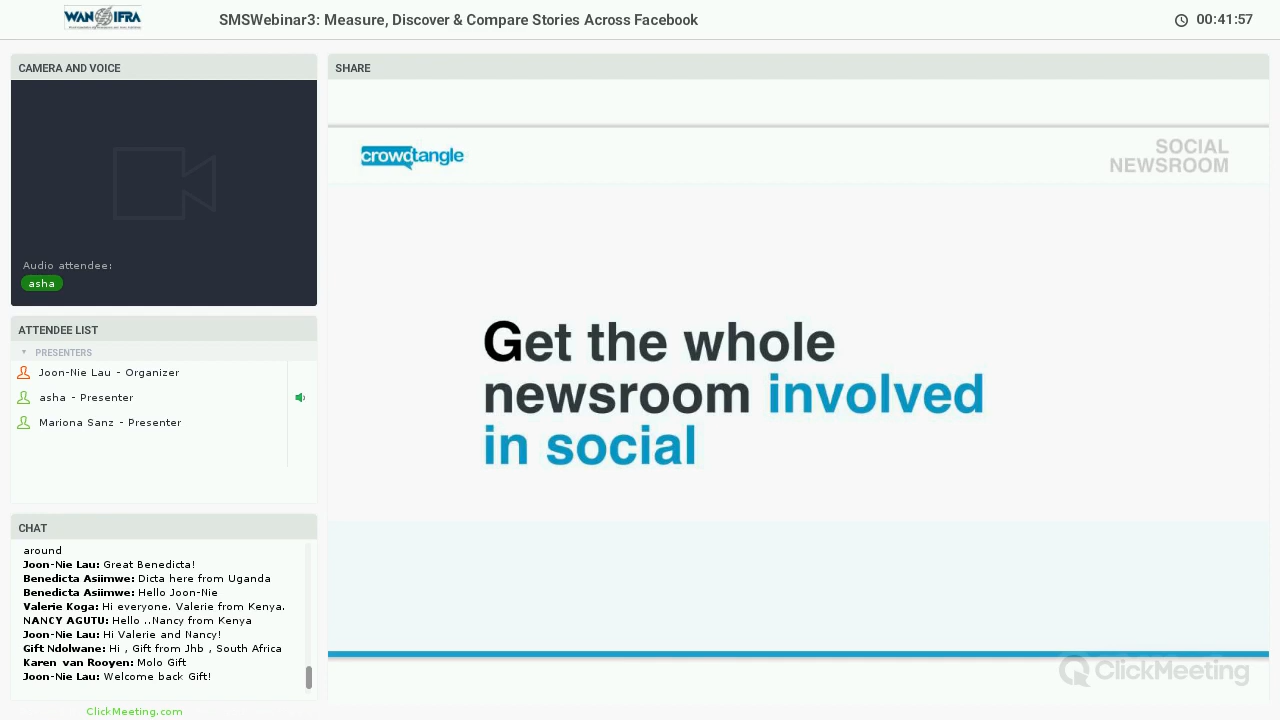 WAN IFRA
SMSWebinar3: Measure, Discover & Compare Stories Across Facebook
00:41:57
CAMERA AND VOICE
Audio attendee:
asha
ATTENDEE LIST
PRESENTERS
Joon-Nie Lau - Organizer
asha - Presenter
Mariona Sanz - Presenter
CHAT
around
Joon-Nie Lau: Great Benedicta!
Benedicta Asiimwe: Dicta here from Uganda
Benedicta Asiimwe: Hello Joon-Nie
Valerie Koga: Hi everyone. Valerie from Kenya.
NANCY AGUTU: Hello ..Nancy from Kenya
Joon-Nie Lau: Hi Valerie and Nancy!
Gift Ndolwane: Hi , Gift from Jhb , South Africa
Karen van Rooyen: Molo Gift
Joon-Nie Lau: Welcome back Gift!
ClickMeeting.com
SHARE
crowdtangle
SOCIAL
NEWSROOM
Get the whole
newsroom involved
in social
ClickMeeting